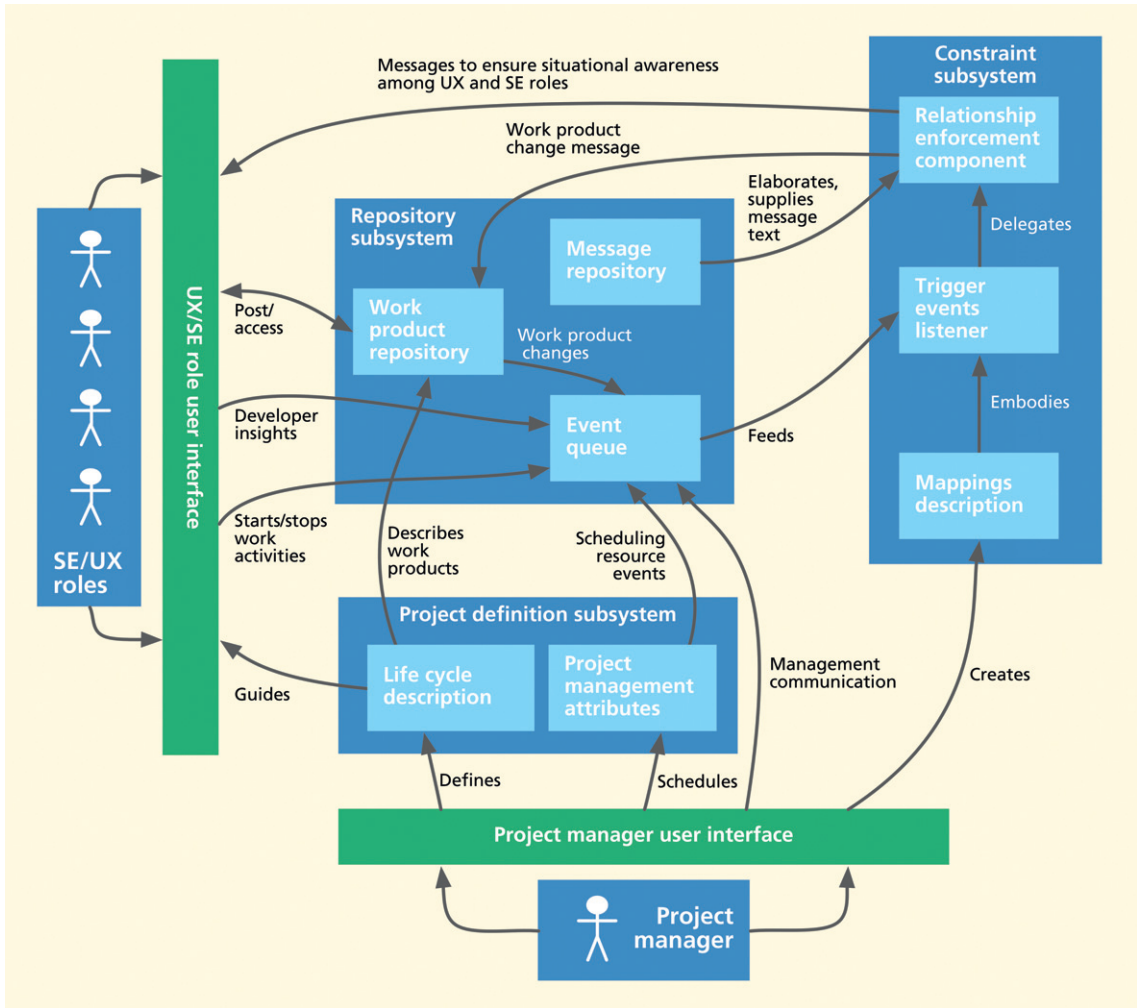 Messages to ensure situational awareness
among UX and SE roles
Constraint
subsystem
Relationship
enforcement
component
Work product
change message
Elaborates,
supplies
message
text
Repository
subsystem
Message
repository
Delegates
UX/SE role user interface
Post/
access
Work
product
repository
Work product
changes
Trigger
events
listener
Developer
insights
Event
queue
Feeds
Embodies
Mappings
description
Starts/stops
work
activities
SE/UX
roles
Describes
work
products
Scheduling
resource
events
Project definition subsystem
Life cycle
description
Project
management
attributes
Management
communication
Creates
Guides
Defines
Schedules
Project manager user interface
Project
manager